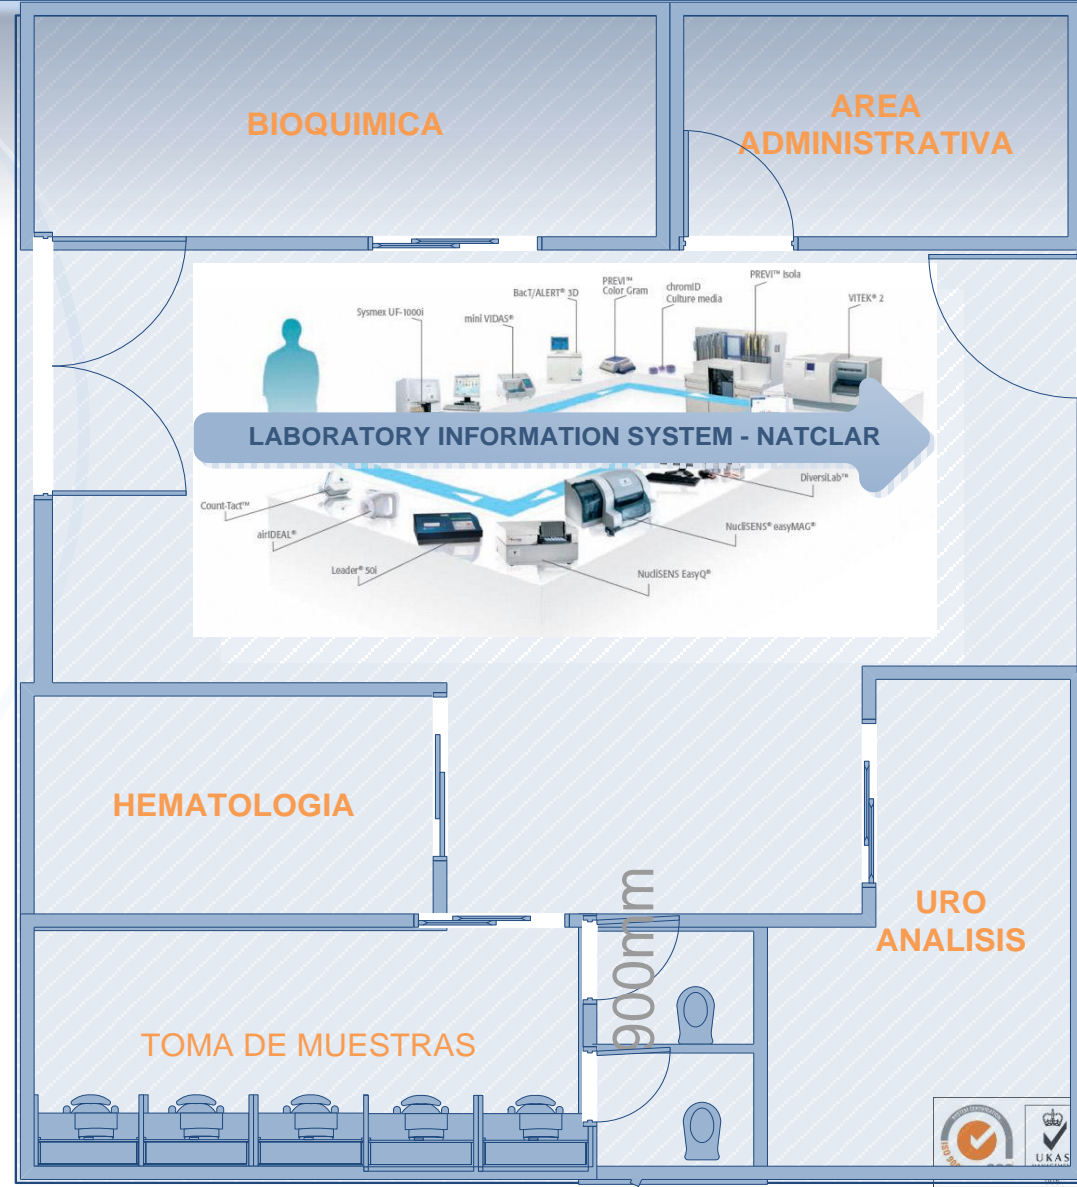 BIOQUIMICA
AREA
ADMINISTRATIVA
PREVI™ Isola
PREVI™
Color Gram
chromID
Culture media
BacT/ALERT® 3D
VITEK® 2
Sysmex UF-1000i
mini VIDAS®
LABORATORY INFORMATION SYSTEM - NATCLAR
DiversiLab™
Count-Tact™
NucliSENS® easyMAG®
airIDEAL®
Leader® 50i
NucliSENS EasyQ®
HEMATOLOGIA
900mm
URO
ANALISIS
TOMA DE MUESTRAS
SYSTEM CERTIFICATION
UKAS